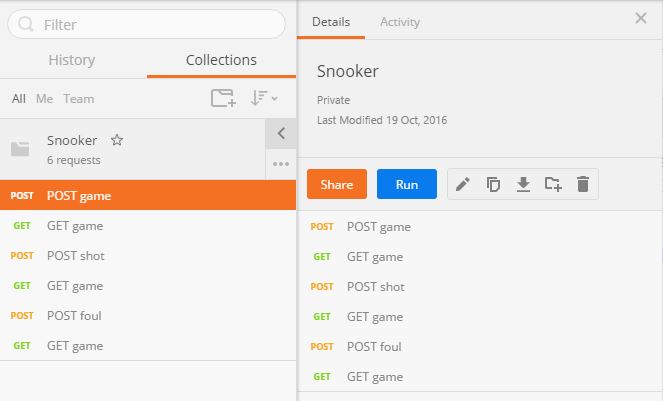 Filter
History Collections
All Me Team
Snooker
6 requests
POST POST game
GET GET game
POST POST shot
GET GET game
POST POST foul
GET GET game
Details Activity
Snooker
Private
Last Modified 19 Oct, 2016
Share Run
POST POST game
GET GET game
POST POST shot
GET GET game
POST POST foul
GET GET game